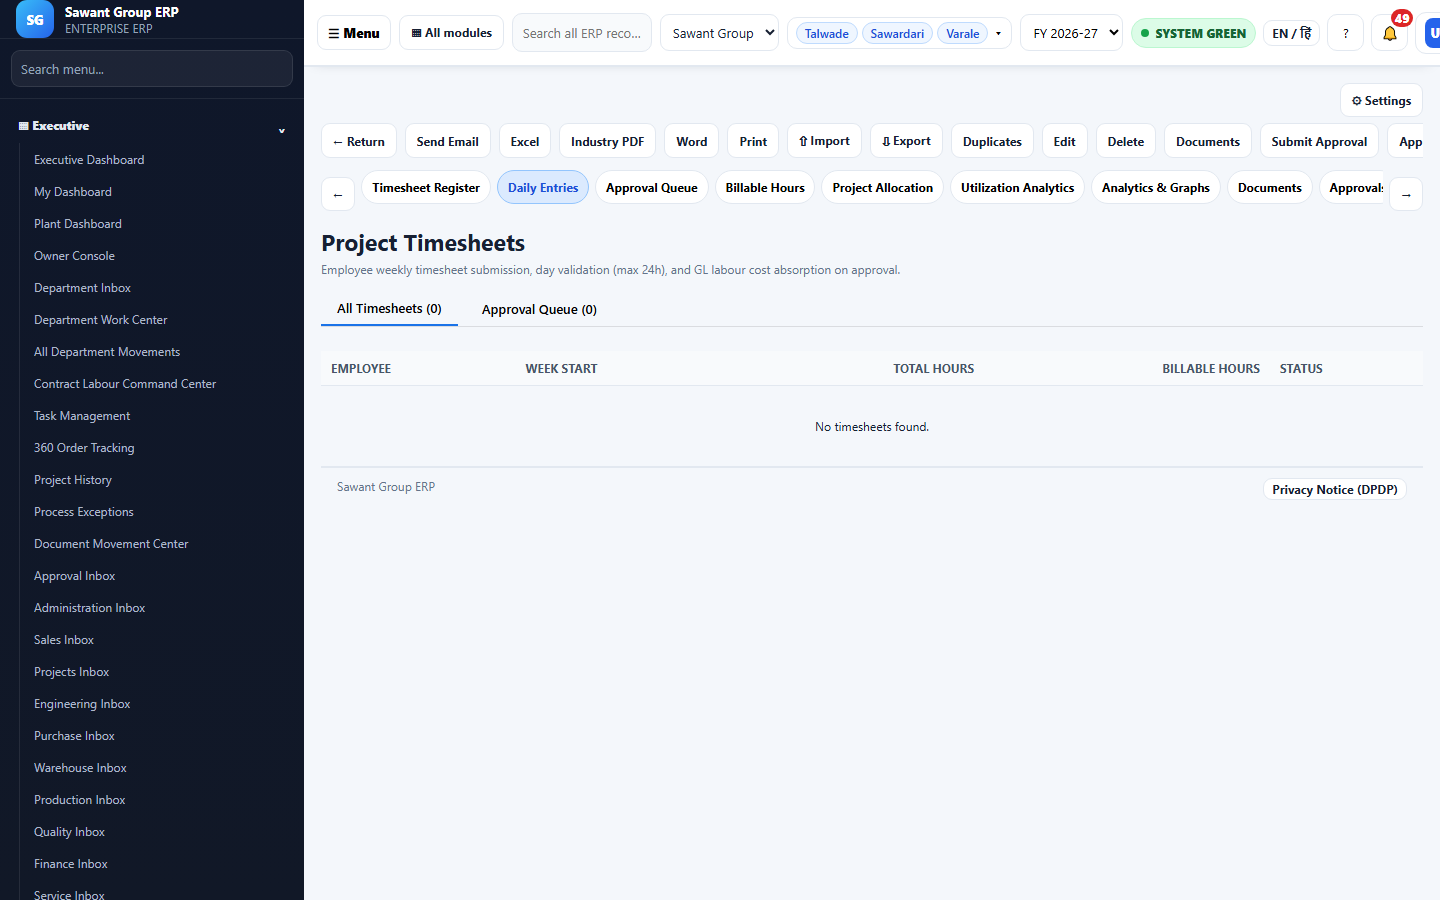 SG
Sawant Group ERP
ENTERPRISE ERP
Search menu...
Executive
Executive Dashboard
My Dashboard
Plant Dashboard
Owner Console
Department Inbox
Department Work Center
All Department Movements
Contract Labour Command Center
Task Management
360 Order Tracking
Project History
Process Exceptions
Document Movement Center
Approval Inbox
Administration Inbox
Sales Inbox
Projects Inbox
Engineering Inbox
Purchase Inbox
Warehouse Inbox
Production Inbox
Quality Inbox
Finance Inbox
Service Inbox
☰ Menu
All modules
Search all ERP reco...
Sawant Group
Talwade
Sawardari
Varale
FY 2026-27
SYSTEM GREEN
EN / हिं
?
49
U
Settings
← Return
Send Email
Excel
Industry PDF
Word
Print
⇧ Import
⇩ Export
Duplicates
Edit
Delete
Documents
Submit Approval
App
←
Timesheet Register
Daily Entries
Approval Queue
Billable Hours
Project Allocation
Utilization Analytics
Analytics & Graphs
Documents
Approvals
→
Project Timesheets
Employee weekly timesheet submission, day validation (max 24h), and GL labour cost absorption on approval.
All Timesheets (0)
Approval Queue (0)
EMPLOYEE
WEEK START
TOTAL HOURS
BILLABLE HOURS
STATUS
No timesheets found.
Sawant Group ERP
Privacy Notice (DPDP)